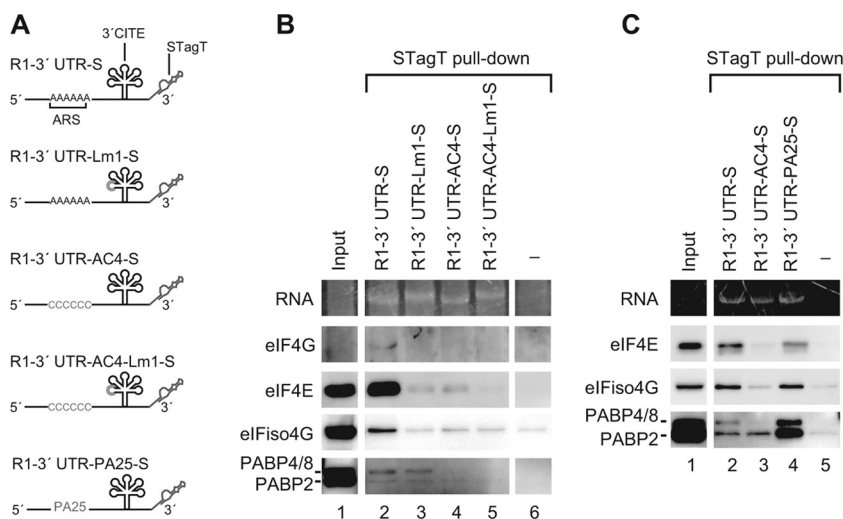 A
3´CITE
STagT
R1-3´ UTR-S
5´ AAAAAA 3´
ARS
R1-3´ UTR-Lm1-S
5´ AAAAAA 3´
R1-3´ UTR-AC4-S
5´ CCCCCC 3´
R1-3´ UTR-AC4-Lm1-S
5´ CCCCCC 3´
R1-3´ UTR-PA25-S
5´ PA25 3´
B
STagT pull-down
Input
R1-3´ UTR-S
R1-3´ UTR-Lm1-S
R1-3´ UTR-AC4-S
R1-3´ UTR-AC4-Lm1-S
–
RNA
eIF4G
eIF4E
eIFiso4G
PABP4/8
PABP2
1 2 3 4 5 6
C
STagT pull-down
Input
R1-3´ UTR-S
R1-3´ UTR-AC4-S
R1-3´ UTR-PA25-S
–
RNA
eIF4E
eIFiso4G
PABP4/8
PABP2
1 2 3 4 5